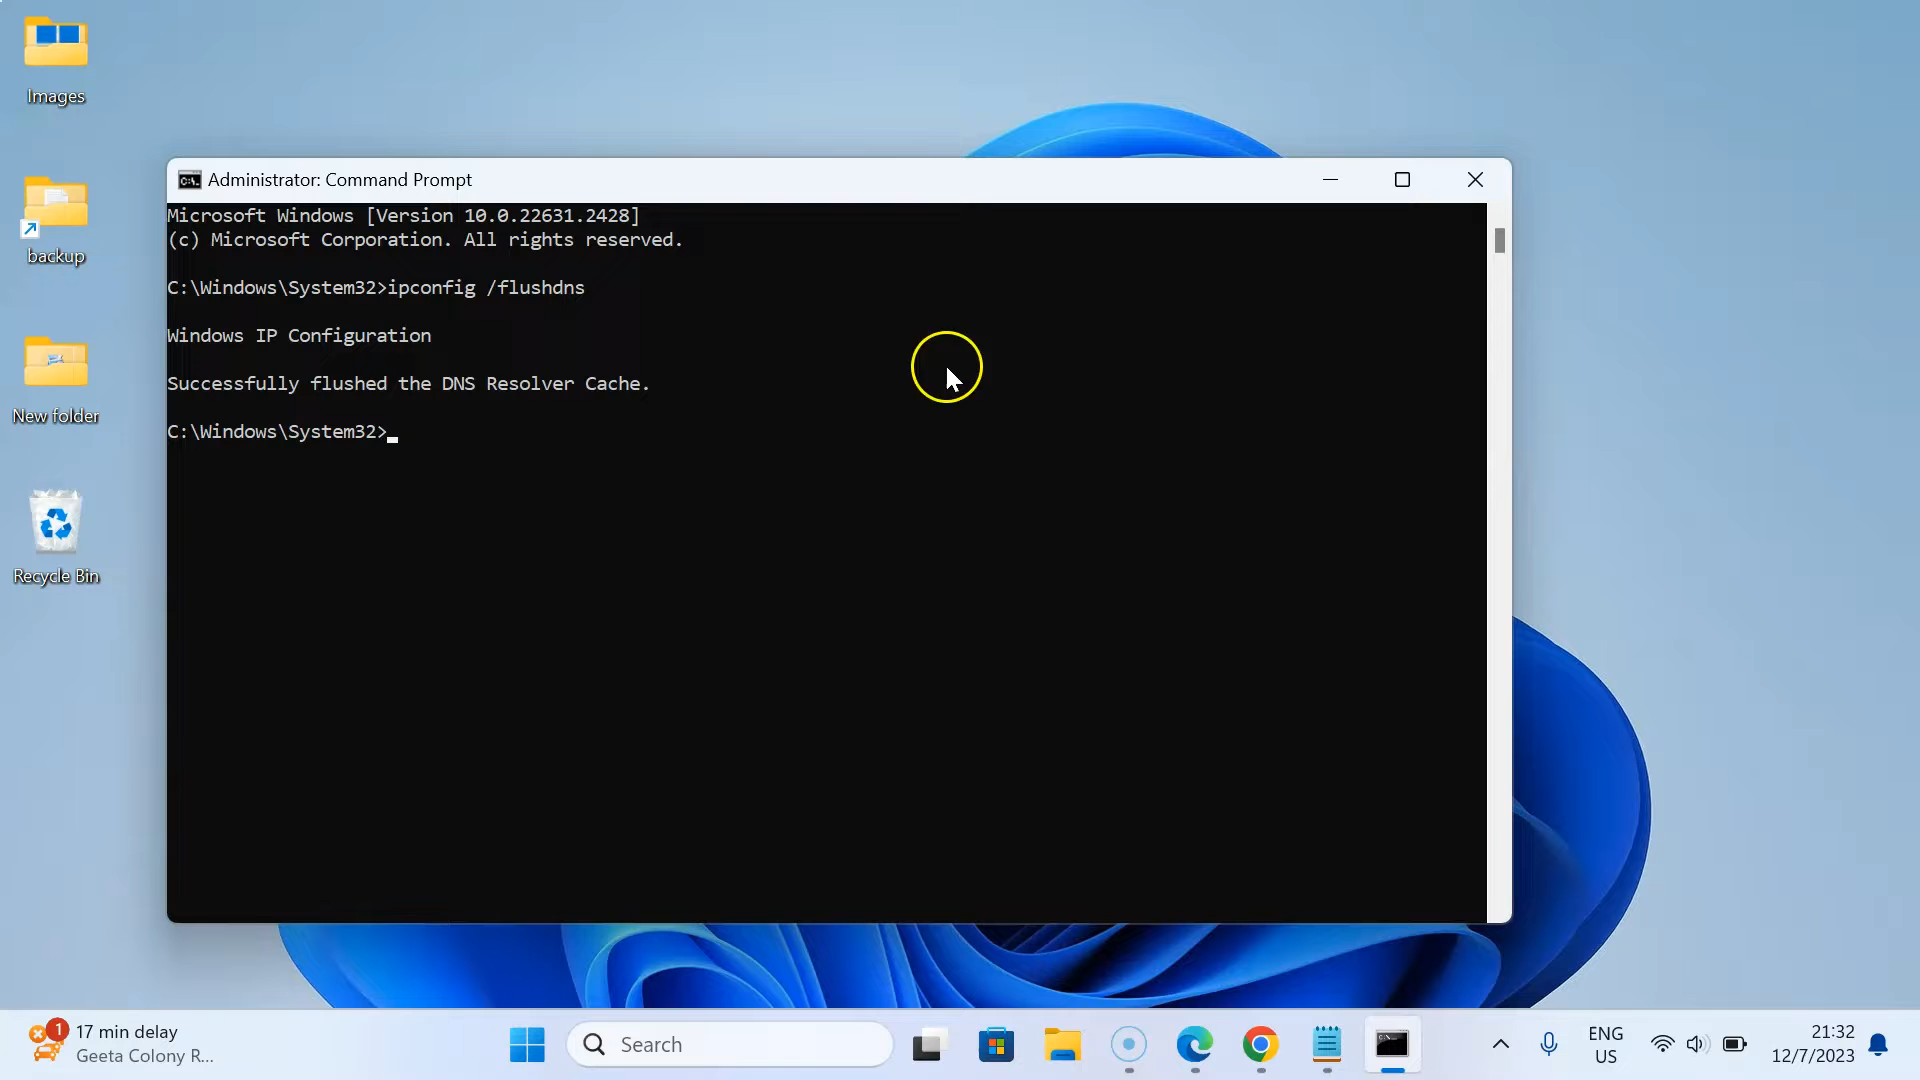 Images
backup
New folder
Recycle Bin
Administrator: Command Prompt
Microsoft Windows [Version 10.0.22631.2428]
(c) Microsoft Corporation. All rights reserved.
C:\Windows\System32>ipconfig /flushdns
Windows IP Configuration
Successfully flushed the DNS Resolver Cache.
C:\Windows\System32>
1
17 min delay
Geeta Colony R...
Search
ENG
US
21:32
12/7/2023